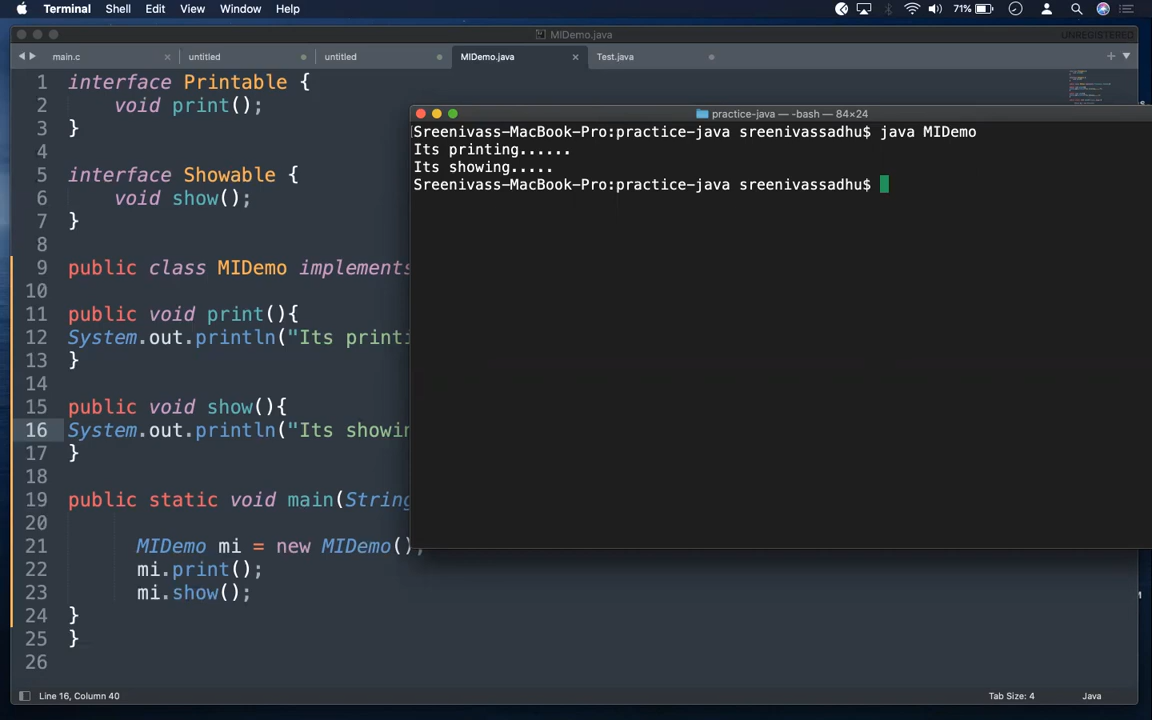 Terminal Shell Edit View Window Help 71%
MIDemo.java UNREGISTERED
main.c untitled untitled MIDemo.java Test.java
1 interface Printable {
2 void print();
3 }
4
5 interface Showable {
6 void show();
7 }
8
9 public class MIDemo implements
10
11 public void print(){
12 System.out.println("Its printi
13 }
14
15 public void show(){
16 System.out.println("Its showin
17 }
18
19 public static void main(String
20
21 MIDemo mi = new MIDemo();
22 mi.print();
23 mi.show();
24 }
25 }
26
practice-java — -bash — 84×24
Sreenivass-MacBook-Pro:practice-java sreenivassadhu$ java MIDemo
Its printing......
Its showing.....
Sreenivass-MacBook-Pro:practice-java sreenivassadhu$
Line 16, Column 40 Tab Size: 4 Java